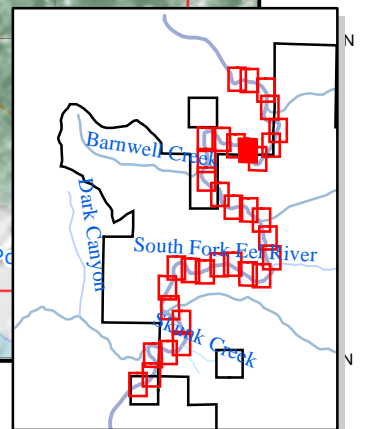 N
Barnwell Creek
Dark Canyon
South Fork Eel River
Skunk Creek
N